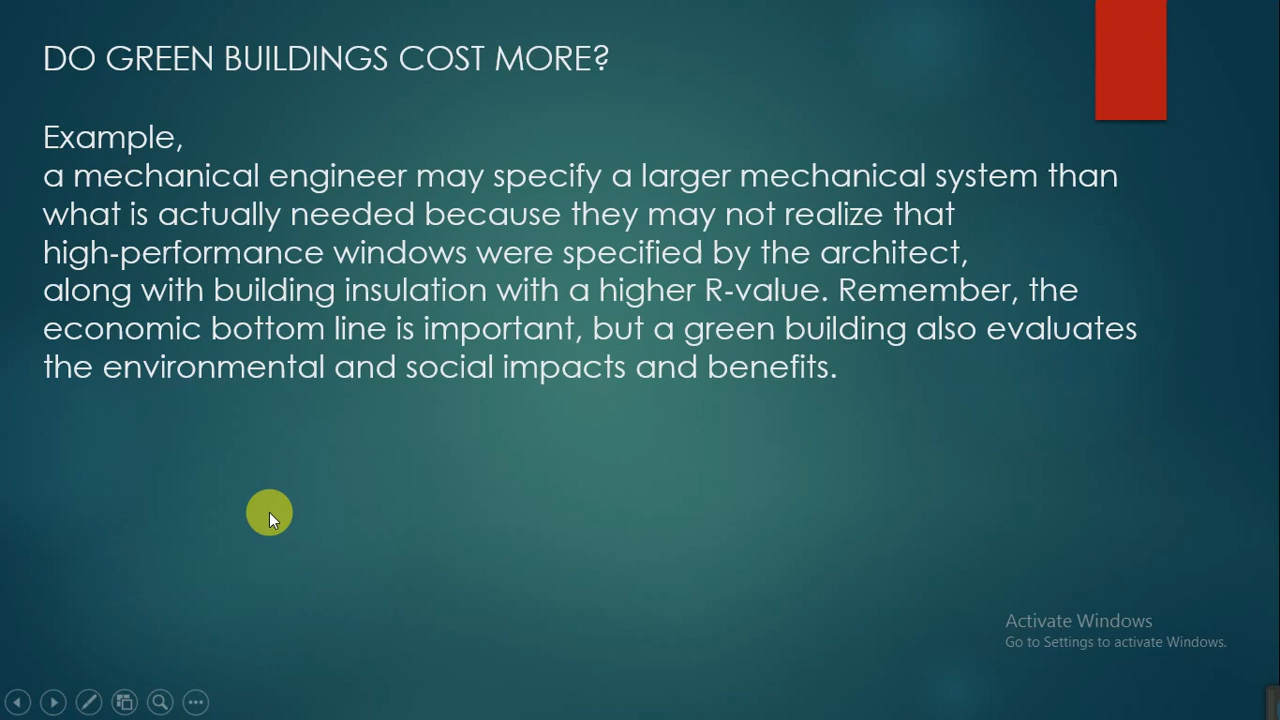 DO GREEN BUILDINGS COST MORE?
Example,
a mechanical engineer may specify a larger mechanical system than
what is actually needed because they may not realize that
high-performance windows were specified by the architect,
along with building insulation with a higher R-value. Remember, the
economic bottom line is important, but a green building also evaluates
the environmental and social impacts and benefits.
Activate Windows
Go to Settings to activate Windows.